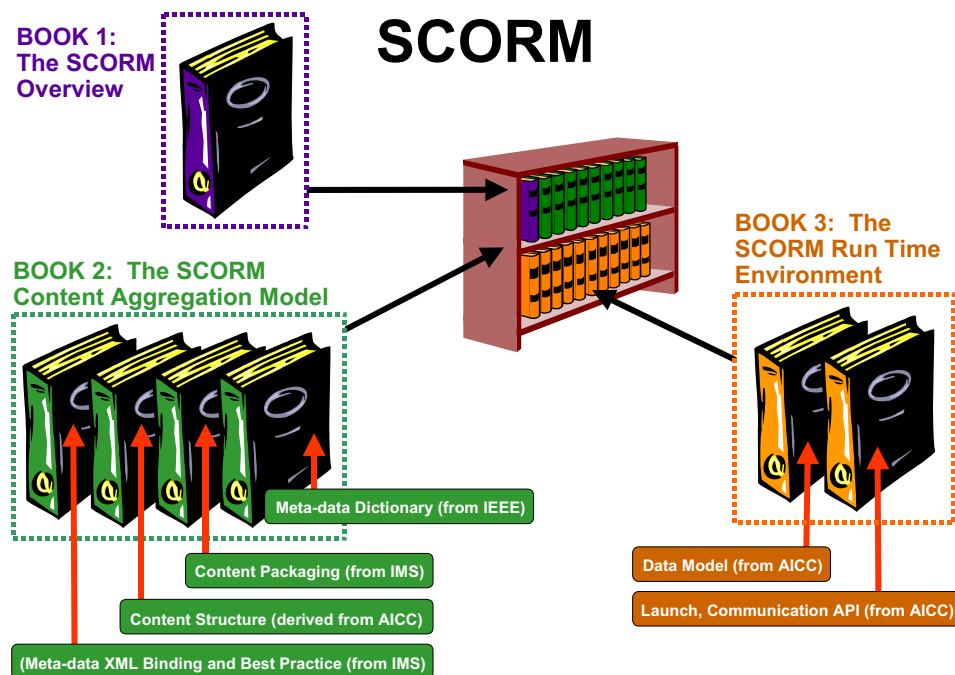 SCORM
BOOK 1:
The SCORM
Overview
BOOK 2:  The SCORM
Content Aggregation Model
BOOK 3:  The
SCORM Run Time
Environment
Meta-data Dictionary (from IEEE)
Content Packaging (from IMS)
Content Structure (derived from AICC)
(Meta-data XML Binding and Best Practice (from IMS)
Data Model (from AICC)
Launch, Communication API (from AICC)